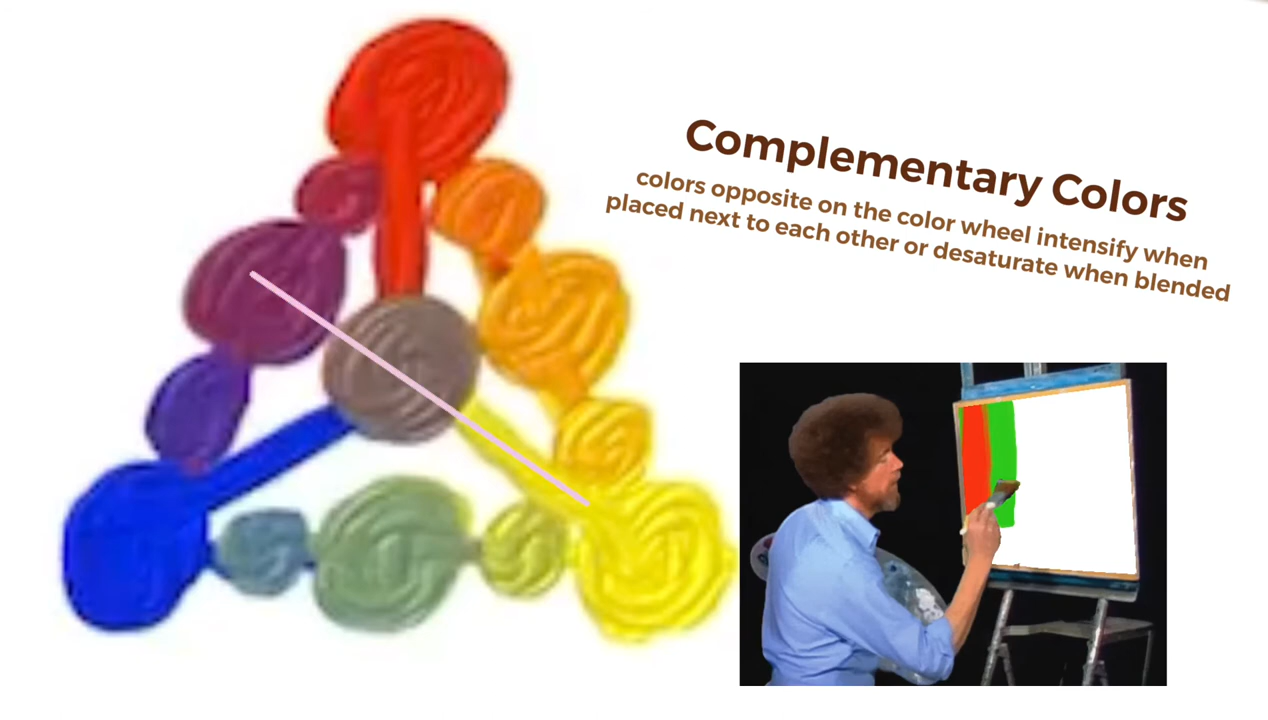 Complementary Colors
colors opposite on the color wheel intensify when
placed next to each other or desaturate when blended